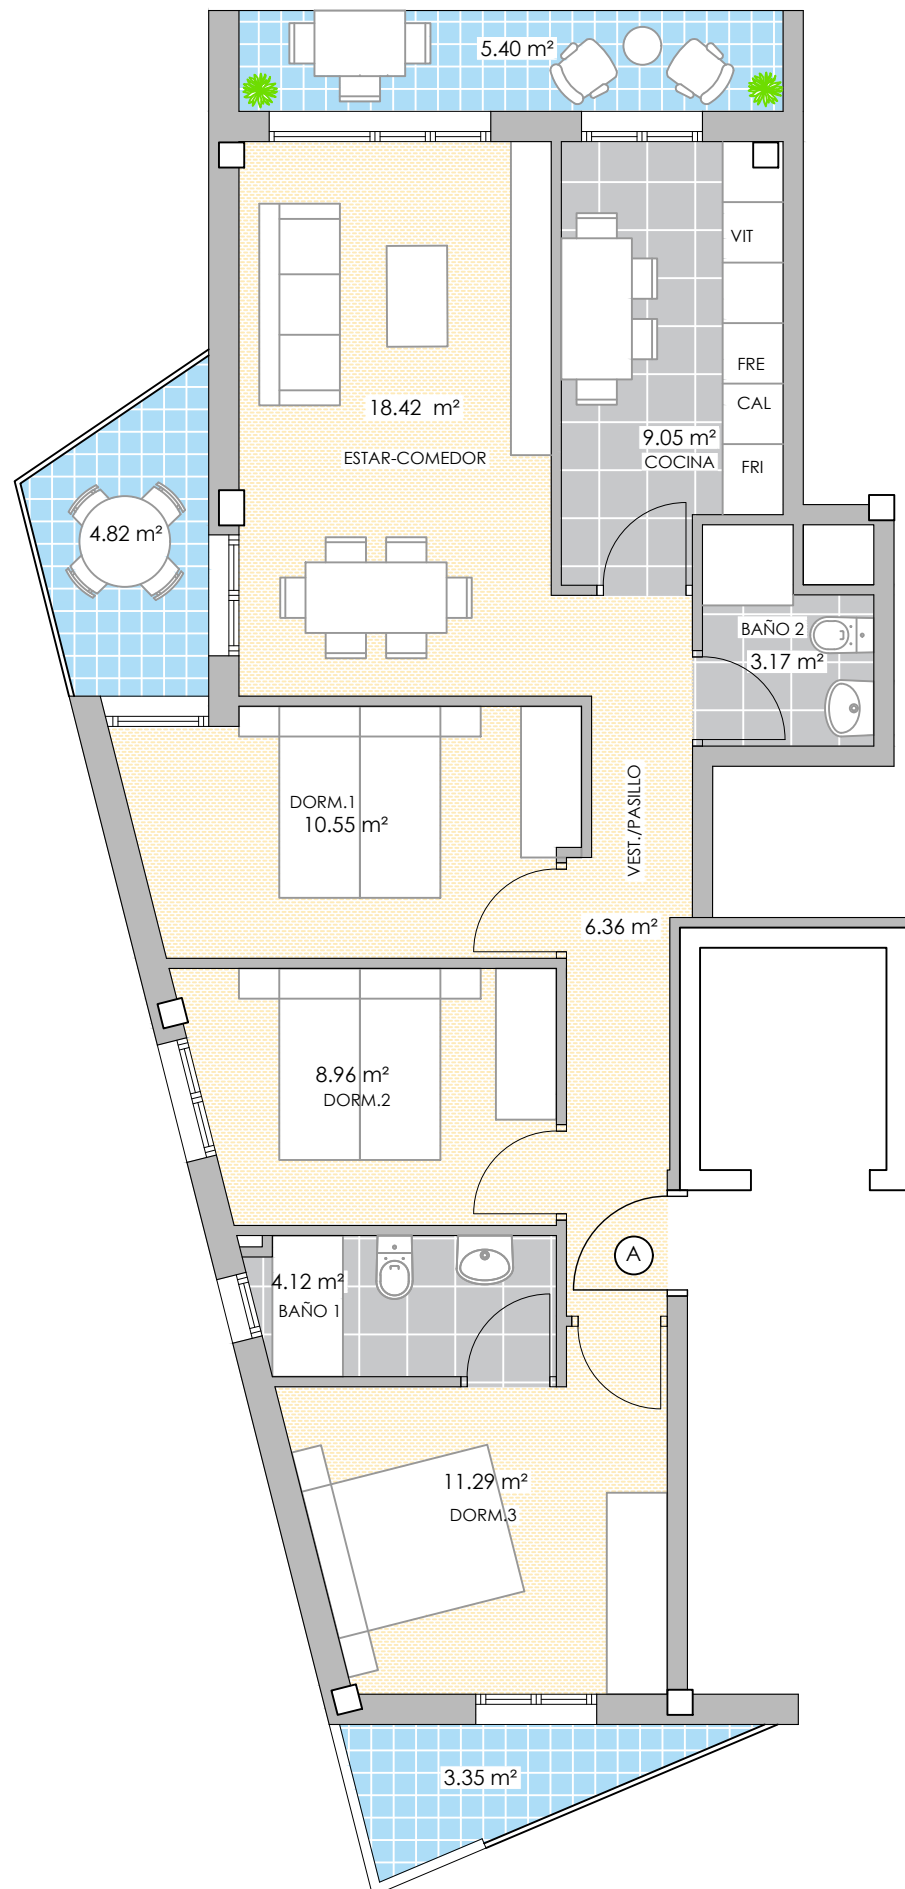 5.40 m²
VIT
FRE
CAL
18.42 m²
9.05 m²
ESTAR-COMEDOR
COCINA
FRI
4.82 m²
BAÑO 2
3.17 m²
DORM.1
10.55 m²
VEST./PASILLO
6.36 m²
8.96 m²
DORM.2
A
4.12 m²
BAÑO 1
11.29 m²
DORM.3
3.35 m²